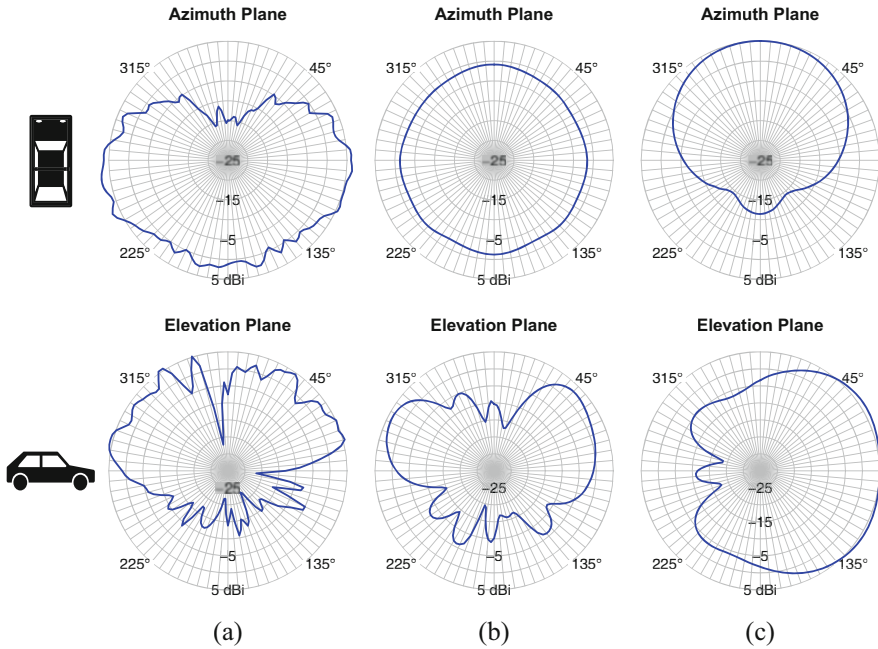 Azimuth Plane Azimuth Plane Azimuth Plane
315° 45° 315° 45° 315° 45°
−25 −25 −25
−15 −15 −15
−5 −5 −5
225° 135° 225° 135° 225° 135°
5 dBi 5 dBi 5 dBi
Elevation Plane Elevation Plane Elevation Plane
315° 45° 315° 45° 315° 45°
−25 −25 −25
−15
−5 −5 −5
225° 135° 225° 135° 225° 135°
5 dBi 5 dBi 5 dBi
(a) (b) (c)